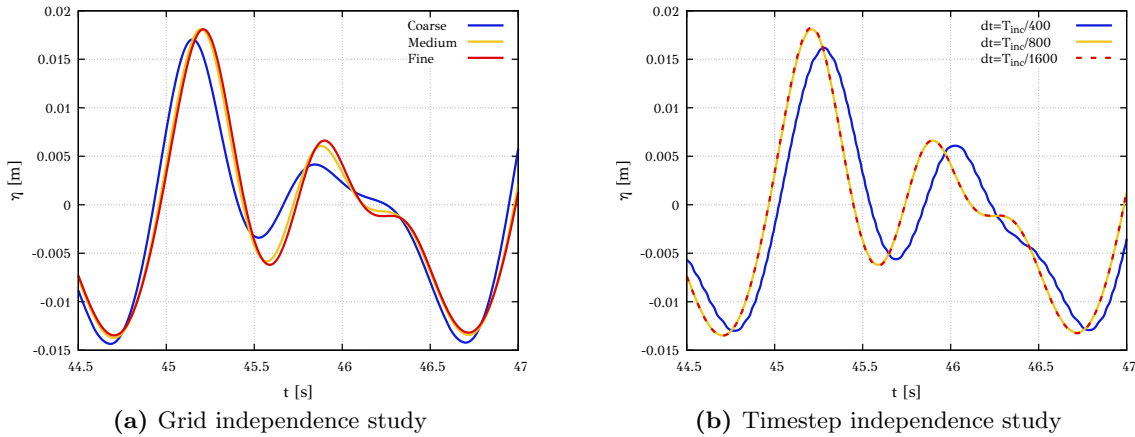 0.02
0.015
0.01
0.005
0
-0.005
-0.01
-0.015
η [m]
44.5 45 45.5 46 46.5 47
t [s]
Coarse
Medium
Fine
(a) Grid independence study
0.02
0.015
0.01
0.005
0
-0.005
-0.01
-0.015
η [m]
44.5 45 45.5 46 46.5 47
t [s]
dt=T_inc/400
dt=T_inc/800
dt=T_inc/1600
(b) Timestep independence study